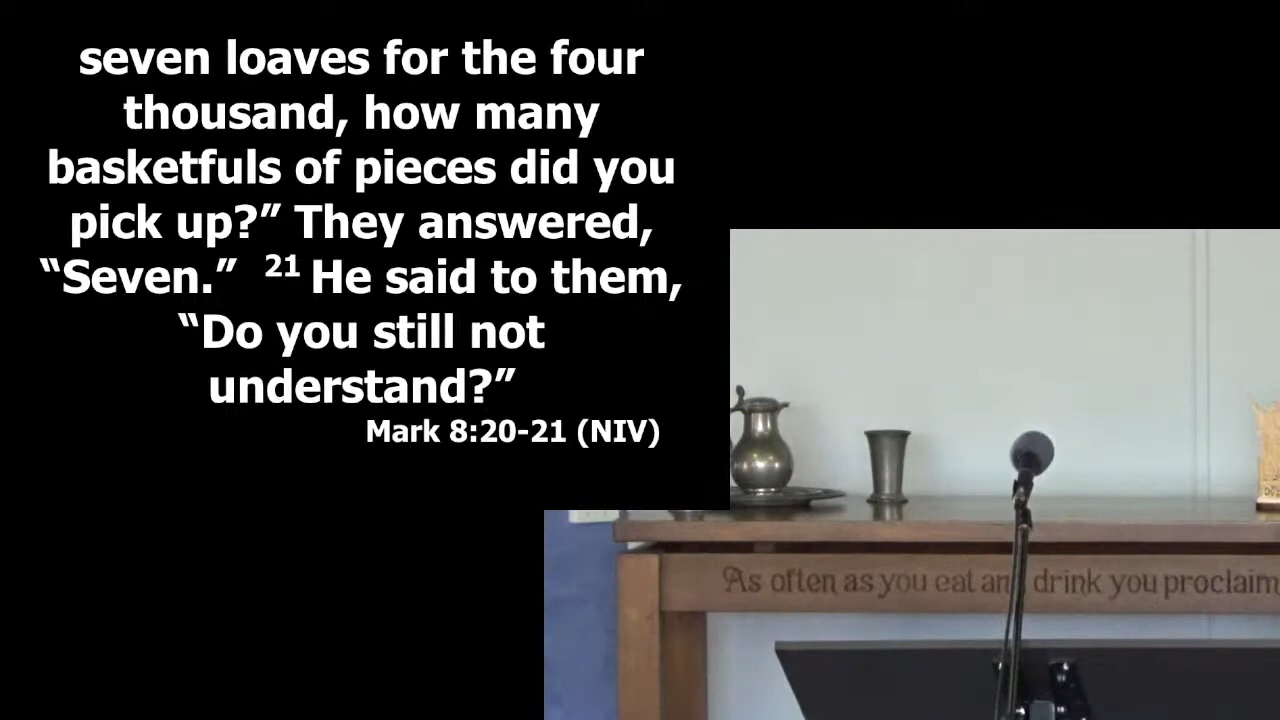 seven loaves for the four
thousand, how many
basketfuls of pieces did you
pick up?” They answered,
“Seven.” 21 He said to them,
“Do you still not
understand?”
Mark 8:20-21 (NIV)
As often as you eat and drink you proclaim